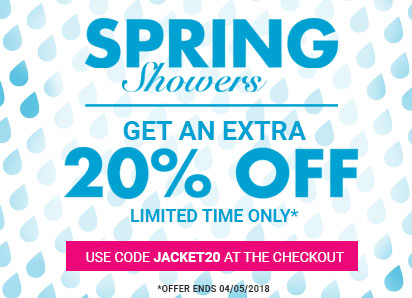 SPRING
Showers
GET AN EXTRA
20% OFF
LIMITED TIME ONLY*
USE CODE JACKET20 AT THE CHECKOUT
*OFFER ENDS 04/05/2018